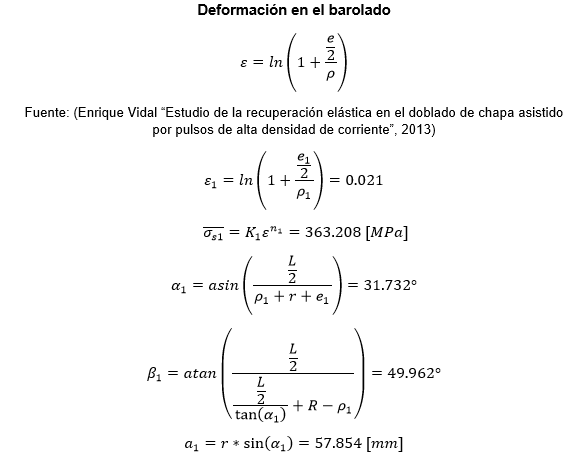 Deformación en el barolado
ε = ln(1 + (e/2)/ρ)
Fuente: (Enrique Vidal “Estudio de la recuperación elástica en el doblado de chapa asistido
por pulsos de alta densidad de corriente”, 2013)
ε₁ = ln(1 + (e₁/2)/ρ₁) = 0.021
σ̅ₛ₁ = K₁εⁿ¹ = 363.208 [MPa]
α₁ = asin((L/2)/(ρ₁ + r + e₁)) = 31.732°
β₁ = atan((L/2)/((L/2)/tan(α₁) + R − ρ₁)) = 49.962°
a₁ = r * sin(α₁) = 57.854 [mm]